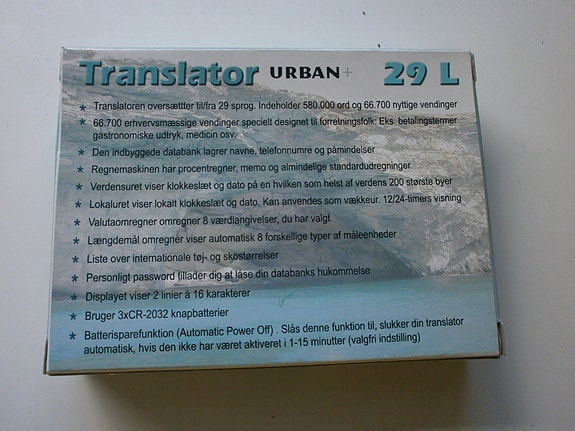 Translator URBAN+ 29 L
* Translatoren oversættter til/fra 29 sprog. Indeholder 580.000 ord og 66.700 nyttige vendinger
* 66.700 erhvervsmæssige vendinger specielt designet til forretningsfolk: Eks. betalingstermer
gastronomiske udtryk, medicin osv.
* Den indbyggede databank lagrer navne, telefonnumre og påmindelser
* Regnemaskinen har procentregner, memo og almindelige standardudregninger
* Verdensuret viser klokkeslæt og dato på en hvilken som helst af verdens 200 største byer
* Lokaluret viser lokalt klokkeslæt og dato. Kan anvendes som vækkeur. 12/24-timers visning
* Valutaomregner omregner 8 værdiangivelser, du har valgt
* Længdemål omregner viser automatisk 8 forskellige typer af måleenheder
* Liste over internationale tøj- og skostørrelser
* Personligt password tillader dig at låse din databanks hukommelse
* Displayet viser 2 linier á 16 karakterer
* Bruger 3xCR-2032 knapbatterier
* Batterisparefunktion (Automatic Power Off) . Slås denne funktion til, slukker din translator
automatisk, hvis den ikke har været aktiveret i 1-15 minutter (valgfri indstilling)